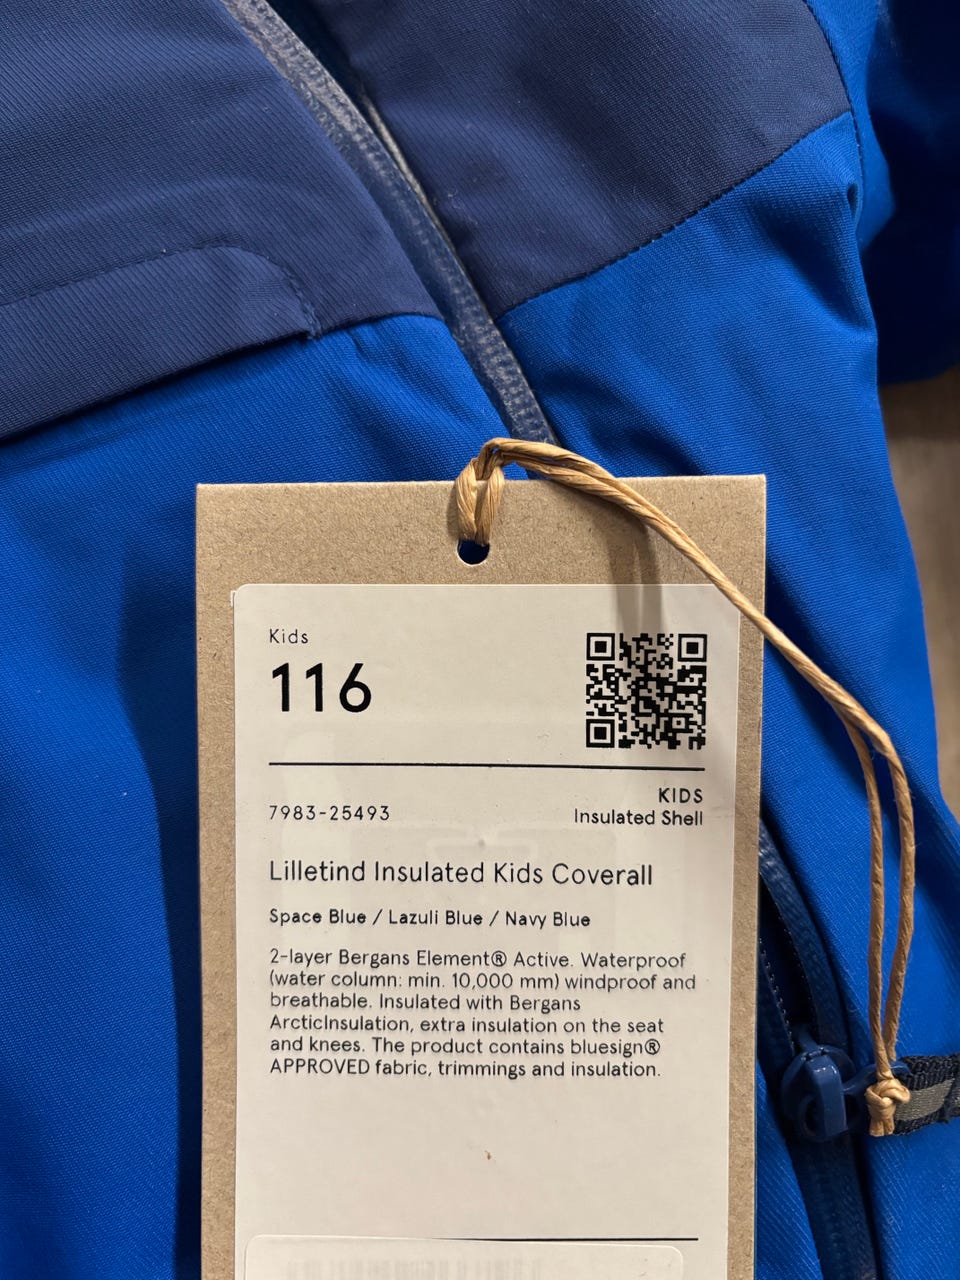 Kids
116
7983-25493
KIDS
Insulated Shell
Lilletind Insulated Kids Coverall
Space Blue / Lazuli Blue / Navy Blue
2-layer Bergans Element® Active. Waterproof
(water column: min. 10,000 mm) windproof and
breathable. Insulated with Bergans
ArcticInsulation, extra insulation on the seat
and knees. The product contains bluesign®
APPROVED fabric, trimmings and insulation.